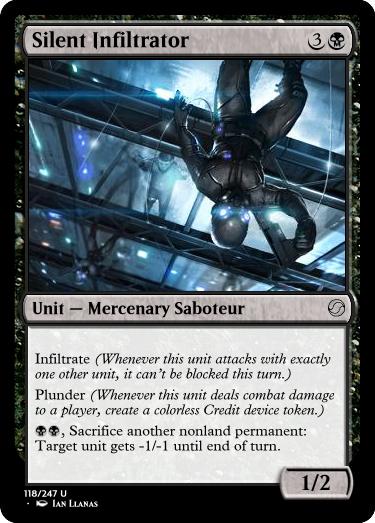 Silent Infiltrator 3
Unit — Mercenary Saboteur
Infiltrate (Whenever this unit attacks with exactly
one other unit, it can't be blocked this turn.)
Plunder (Whenever this unit deals combat damage
to a player, create a colorless Credit device token.)
, Sacrifice another nonland permanent:
Target unit gets -1/-1 until end of turn.
1/2
118/247 U
· Ian Llanas